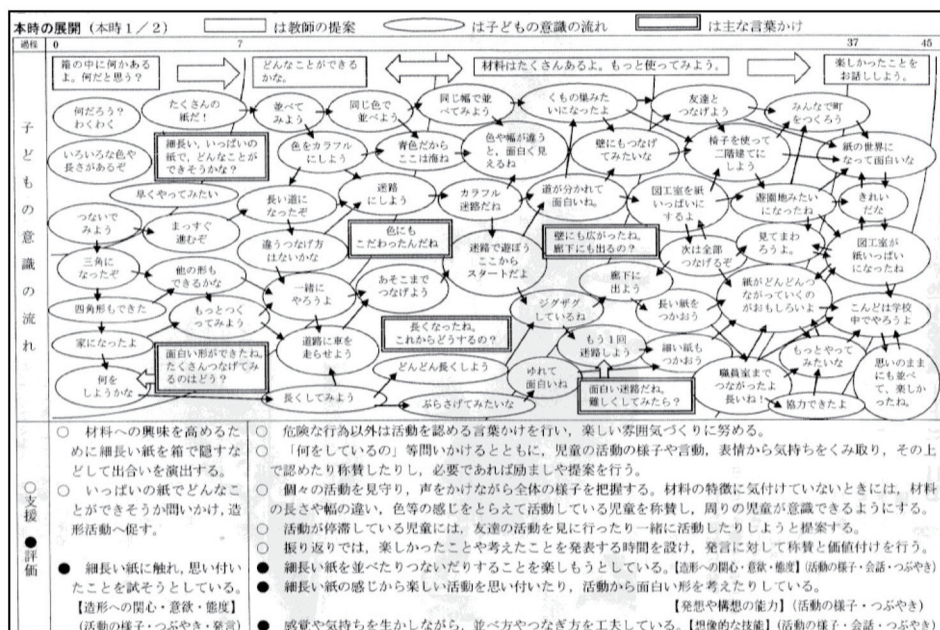 本時の展開（本時１／２） は教師の提案 は子どもの意識の流れ は主な言葉かけ
過程 0 7 37 45
箱の中に何かある
よ。何だと思う？
どんなことができる
かな。
材料はたくさんあるよ。もっと使ってみよう。
楽しかったことを
お話ししよう。
子どもの意識の流れ
何だろう？
わくわく
たくさんの
紙だ！
並べて
みよう
同じ色で
並べよう
同じ幅で並
べてみよう
くもの巣みた
いになったよ
友達と
つなげよう
みんなで町
をつくろう
いろいろな色や
長さがあるぞ
細長い，いっぱいの
紙で，どんなことが
できそうかな？
色をカラフル
にしよう
青色だから
ここは海ね
色や幅が違う
と，面白く見
えるね
壁にもつなげ
てみたいな
椅子を使って
二階建てに
しよう
紙の世界に
なって面白いな
早くやってみたい
長い道に
なったぞ
迷路
にしよう
カラフル
迷路だね
道が分かれて
面白いね。
図工室を紙
いっぱいに
するよ
遊園地みたい
になったね
きれい
だな
つないで
みよう
まっすぐ
進むぞ
違うつなげ方
はないかな
色にも
こだわったんだね
迷路で遊ぼう
ここから
スタートだよ
壁にも広がったね。
廊下にも出るの？
次は全部
つなげるぞ
見てまわ
ろうよ。
図工室が
紙いっぱい
になったね
三角に
なったぞ
他の形も
できるかな
一緒に
やろうよ
あそこまで
つなげよう
廊下に
出よう
紙がどんどんつ
ながっていくの
がおもしろいよ
四角形もできた
もっとつく
ってみよう
ジグザグ
しているね
長い紙を
つかおう
こんどは学校
中でやろうよ
家になったよ
道路に車を
走らせよう
長くなったね。
これからどうするの？
もう１回
迷路しよう
細い紙も
つかおう
もっとやって
みたいな
面白い形ができたね。
たくさんつなげてみ
るのはどう？
何を
しようかな
どんどん長くしよう
ゆれて
面白いね
職員室まで
つながったよ
長いね！
思いのまま
にも並べ
て，楽しか
ったね。
長くしてみよう
ぶらさげてみたいな
面白い迷路だね。
難しくしてみたら？
協力できたよ
○支援 ●評価
○ 材料への興味を高めるた
めに細長い紙を箱で隠すな
どして出合いを演出する。
○ いっぱいの紙でどんなこ
とができそうか問いかけ，造
形活動へ促す。
● 細長い紙に触れ，思い付い
たことを試そうとしている。
【造形への関心・意欲・態度】
（活動の様子・つぶやき・発言）
○ 危険な行為以外は活動を認める言葉かけを行い，楽しい雰囲気づくりに努める。
○ 「何をしているの」等問いかけるとともに，児童の活動の様子や言動，表情から気持ちをくみ取り，その上
で認めたり称賛したりし，必要であれば励ましや提案を行う。
○ 個々の活動を見守り，声をかけながら全体の様子を把握する。材料の特徴に気付けていないときには，材料
の長さや幅の違い，色等の感じをとらえて活動している児童を称賛し，周りの児童が意識できるようにする。
○ 活動が停滞している児童には，友達の活動を見に行ったり一緒に活動したりしようと提案する。
○ 振り返りでは，楽しかったことや考えたことを発表する時間を設け，発言に対して称賛と価値付けを行う。
● 細長い紙を並べたりつないだりすることを楽しもうとしている。【造形への関心・意欲・態度】（活動の様子・会話・つぶやき）
● 細長い紙の感じから楽しい活動を思い付いたり，活動から面白い形を考えたりしている。
【発想や構想の能力】（活動の様子・つぶやき）
● 感覚や気持ちを生かしながら，並べ方やつなぎ方を工夫している。【想像的な技能】（活動の様子・会話・つぶやき）